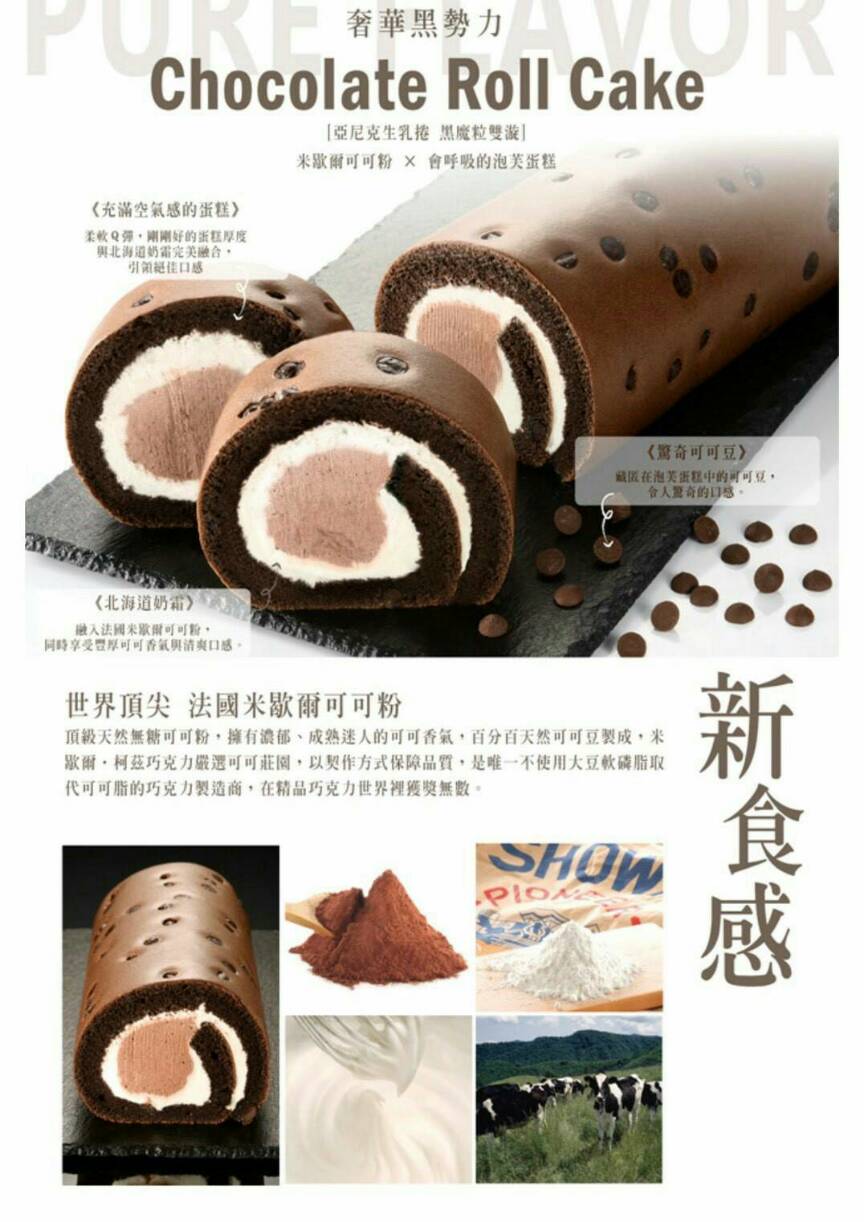 PURE FLAVOR
奢華黑勢力
Chocolate Roll Cake
[亞尼克生乳捲 黑魔粒雙漩]
米歇爾可可粉 × 會呼吸的泡芙蛋糕
《充滿空氣感的蛋糕》
柔軟Q彈，剛剛好的蛋糕厚度
與北海道奶霜完美融合，
引領絕佳口感
《驚奇可可豆》
藏匿在泡芙蛋糕中的可可豆，
令人驚奇的口感。
《北海道奶霜》
融入法國米歇爾可可粉，
同時享受豐厚可可香氣與清爽口感。
世界頂尖 法國米歇爾可可粉
頂級天然無糖可可粉，擁有濃郁、成熟迷人的可可香氣，百分百天然可可豆製成，米
歇爾·柯茲巧克力嚴選可可莊園，以契作方式保障品質，是唯一不使用大豆軟磷脂取
代可可脂的巧克力製造商，在精品巧克力世界裡獲獎無數。
新食感
SHOW